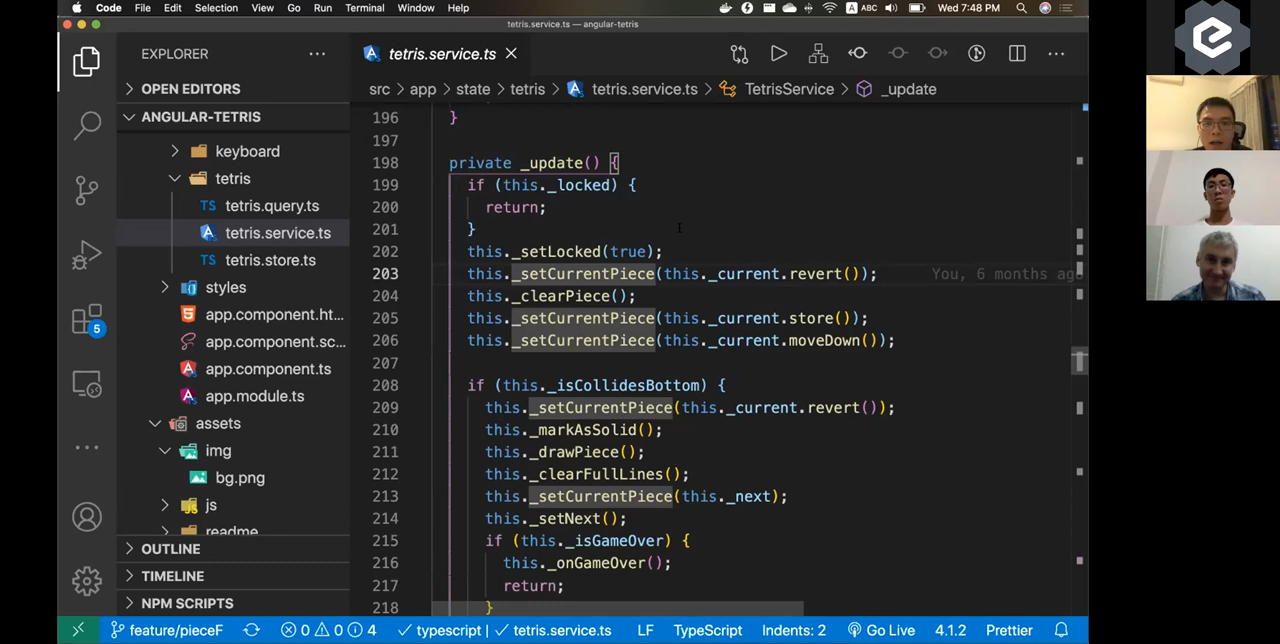 Code File Edit Selection View Go Run Terminal Window Help
A ABC Wed 7:48 PM
tetris.service.ts — angular-tetris
EXPLORER
OPEN EDITORS
ANGULAR-TETRIS
keyboard
tetris
TS tetris.query.ts
tetris.service.ts
TS tetris.store.ts
styles
app.component.ht...
app.component.sc...
app.component.ts
app.module.ts
assets
img
bg.png
js
readme
OUTLINE
TIMELINE
NPM SCRIPTS
5
tetris.service.ts
src > app > state > tetris > tetris.service.ts > TetrisService > _update
196 }
197
198 private _update() {
199 if (this._locked) {
200 return;
201 }
202 this._setLocked(true);
203 this._setCurrentPiece(this._current.revert()); You, 6 months ago
204 this._clearPiece();
205 this._setCurrentPiece(this._current.store());
206 this._setCurrentPiece(this._current.moveDown());
207
208 if (this._isCollidesBottom) {
209 this._setCurrentPiece(this._current.revert());
210 this._markAsSolid();
211 this._drawPiece();
212 this._clearFullLines();
213 this._setCurrentPiece(this._next);
214 this._setNext();
215 if (this._isGameOver) {
216 this._onGameOver();
217 return;
218 }
feature/pieceF 0 0 4 typescript | tetris.service.ts LF TypeScript Indents: 2 Go Live 4.1.2 Prettier